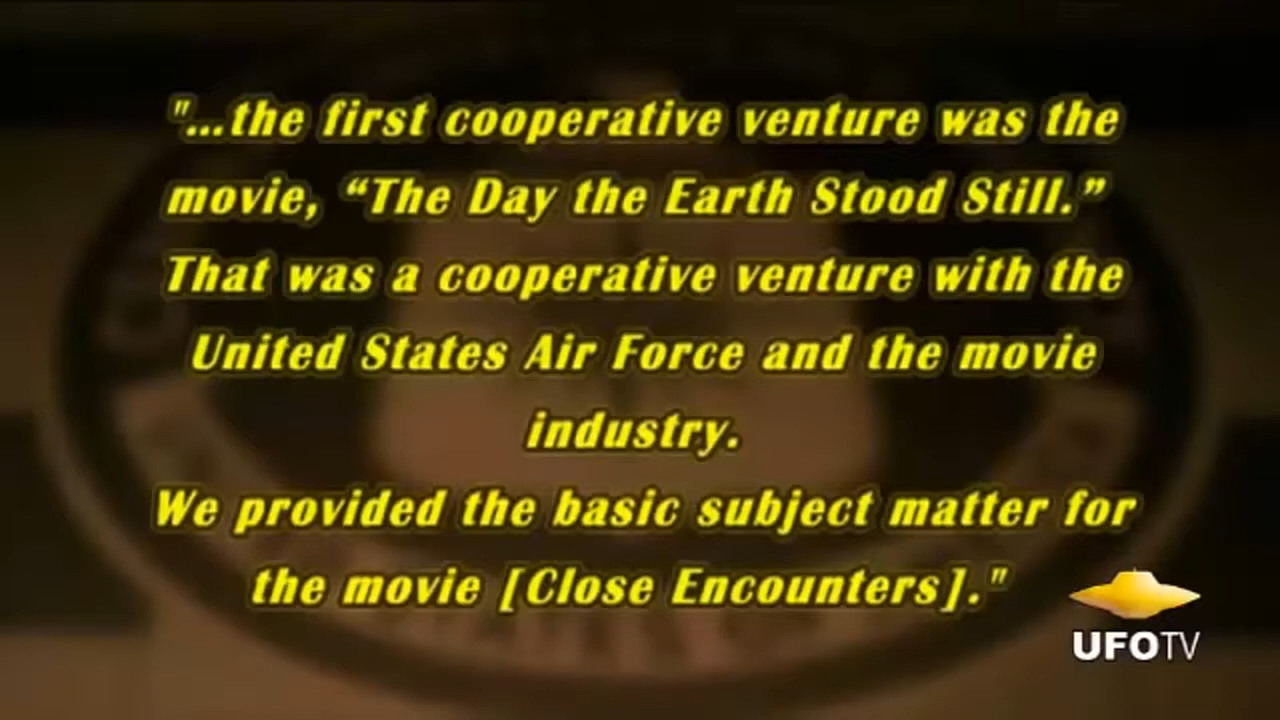 "...the first cooperative venture was the
movie, “The Day the Earth Stood Still.”
That was a cooperative venture with the
United States Air Force and the movie
industry.
We provided the basic subject matter for
the movie [Close Encounters]."
UFOTV